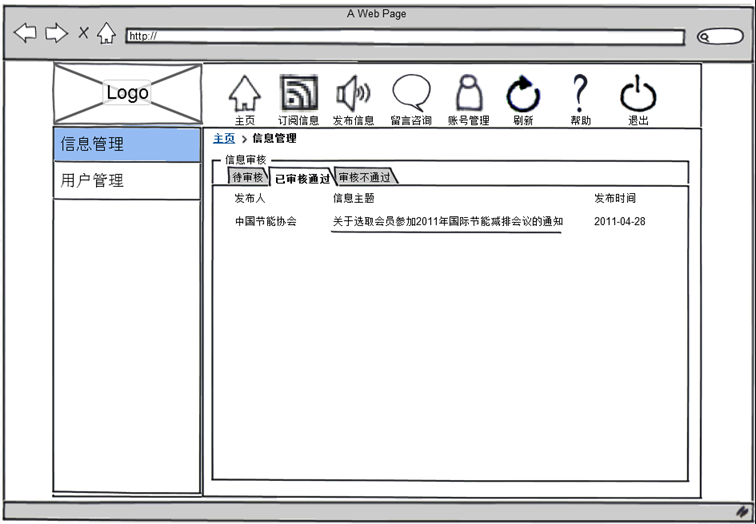 A Web Page
http://
Logo
主页 订阅信息 发布信息 留言咨询 账号管理 刷新 帮助 退出
信息管理
用户管理
主页 > 信息管理
信息审核
待审核 已审核通过 审核不通过
发布人 信息主题 发布时间
中国节能协会 关于选取会员参加2011年国际节能减排会议的通知 2011-04-28